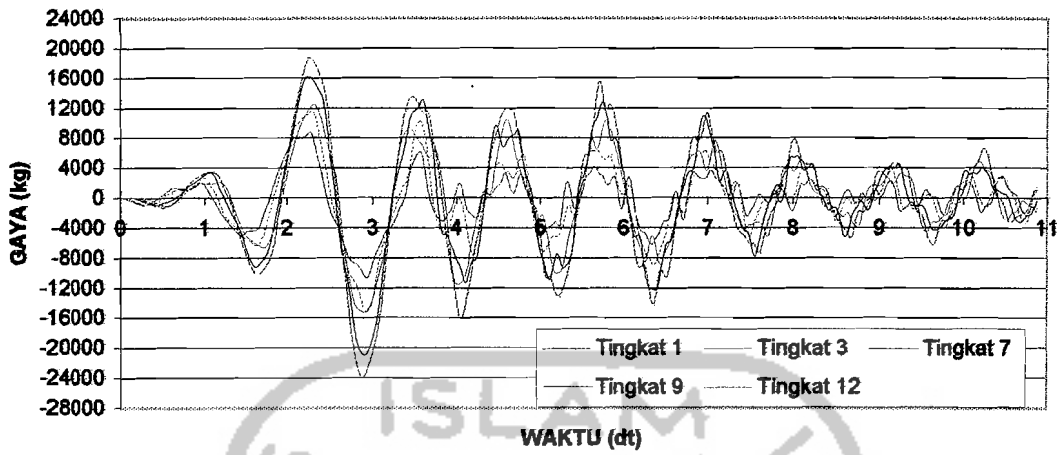 24000
20000
16000
12000
8000
4000
0
-4000
-8000
-12000
-16000
-20000
-24000
-28000
GAYA (kg)
0 1 2 3 4 5 6 7 8 9 10 11
Tingkat 1 Tingkat 3 Tingkat 7
Tingkat 9 Tingkat 12
ISLAM
WAKTU (dt)